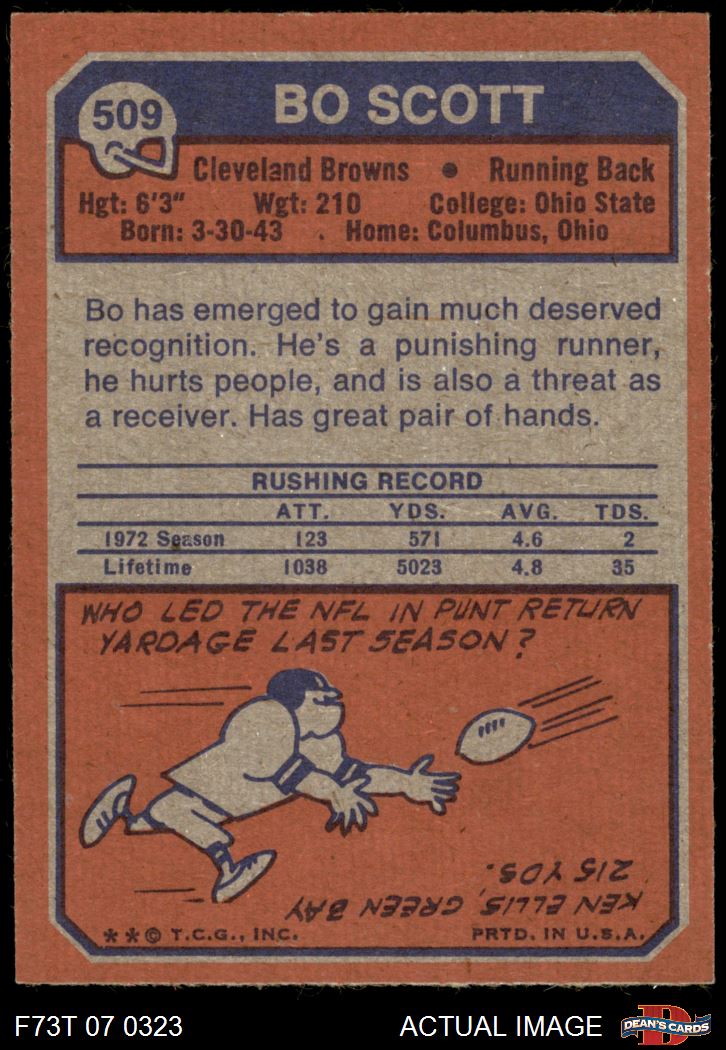 509
BO SCOTT
Cleveland Browns • Running Back
Hgt: 6'3" Wgt: 210 College: Ohio State
Born: 3-30-43 . Home: Columbus, Ohio
Bo has emerged to gain much deserved
recognition. He's a punishing runner,
he hurts people, and is also a threat as
a receiver. Has great pair of hands.
RUSHING RECORD
ATT. YDS. AVG. TDS.
1972 Season 123 571 4.6 2
Lifetime 1038 5023 4.8 35
WHO LED THE NFL IN PUNT RETURN
YARDAGE LAST SEASON?
KEN ELLIS, GREEN BAY
215 YDS.
**© T.C.G., INC. PRTD. IN U.S.A.
F73T 07 0323 ACTUAL IMAGE
DEAN'S CARDS